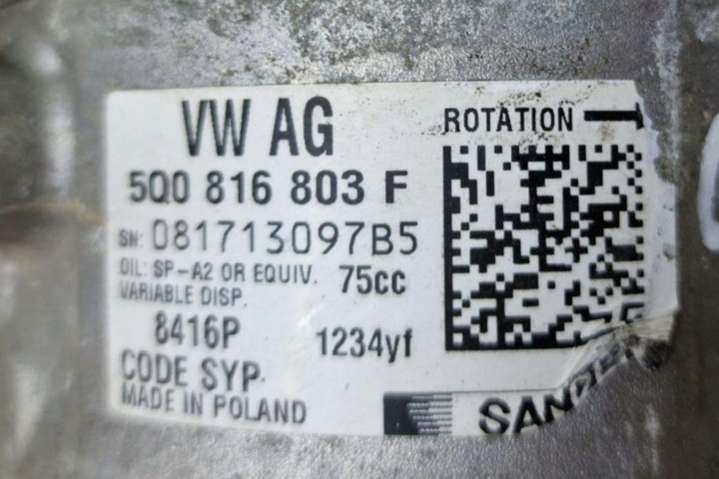 VW AG
ROTATION
5Q0 816 803 F
SN: 081713097B5
OIL: SP-A2 OR EQUIV. 75cc
VARIABLE DISP.
8416P 1234yf
CODE SYP
MADE IN POLAND